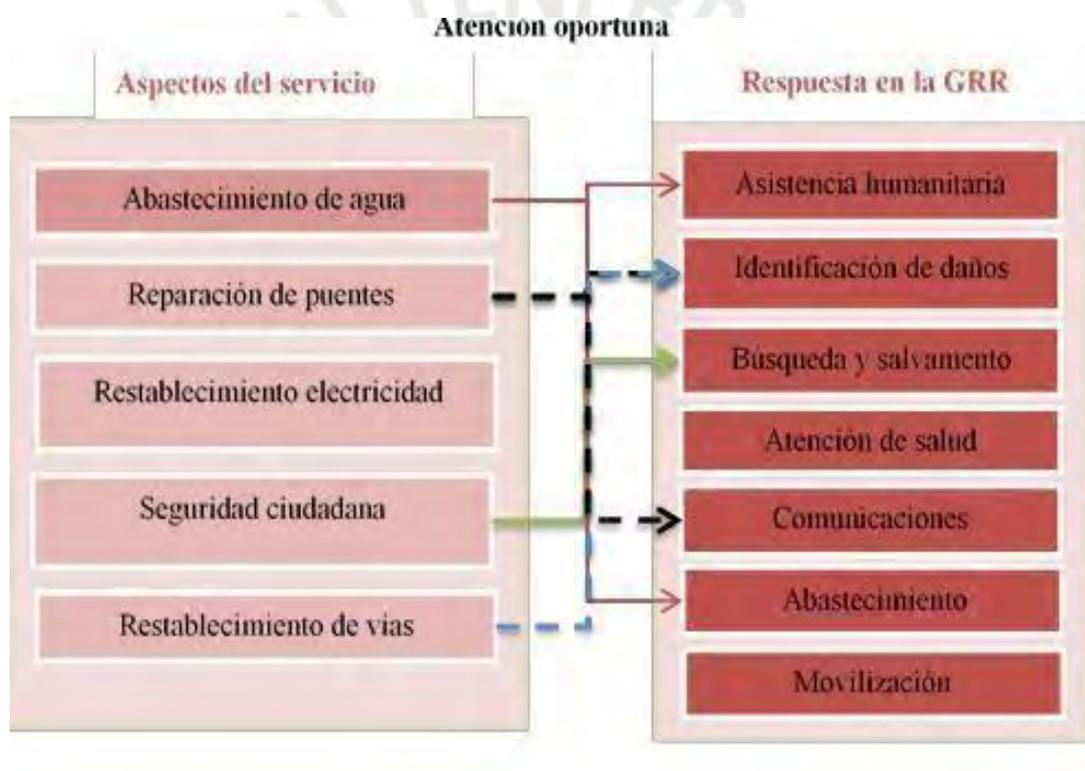 Atención oportuna
Aspectos del servicio
Abastecimiento de agua
Reparación de puentes
Restablecimiento electricidad
Seguridad ciudadana
Restablecimiento de vias
Respuesta en la GRR
Asistencia humanitaria
Identificación de daños
Búsqueda y salvamento
Atención de salud
Comunicaciones
Abastecimiento
Movilización